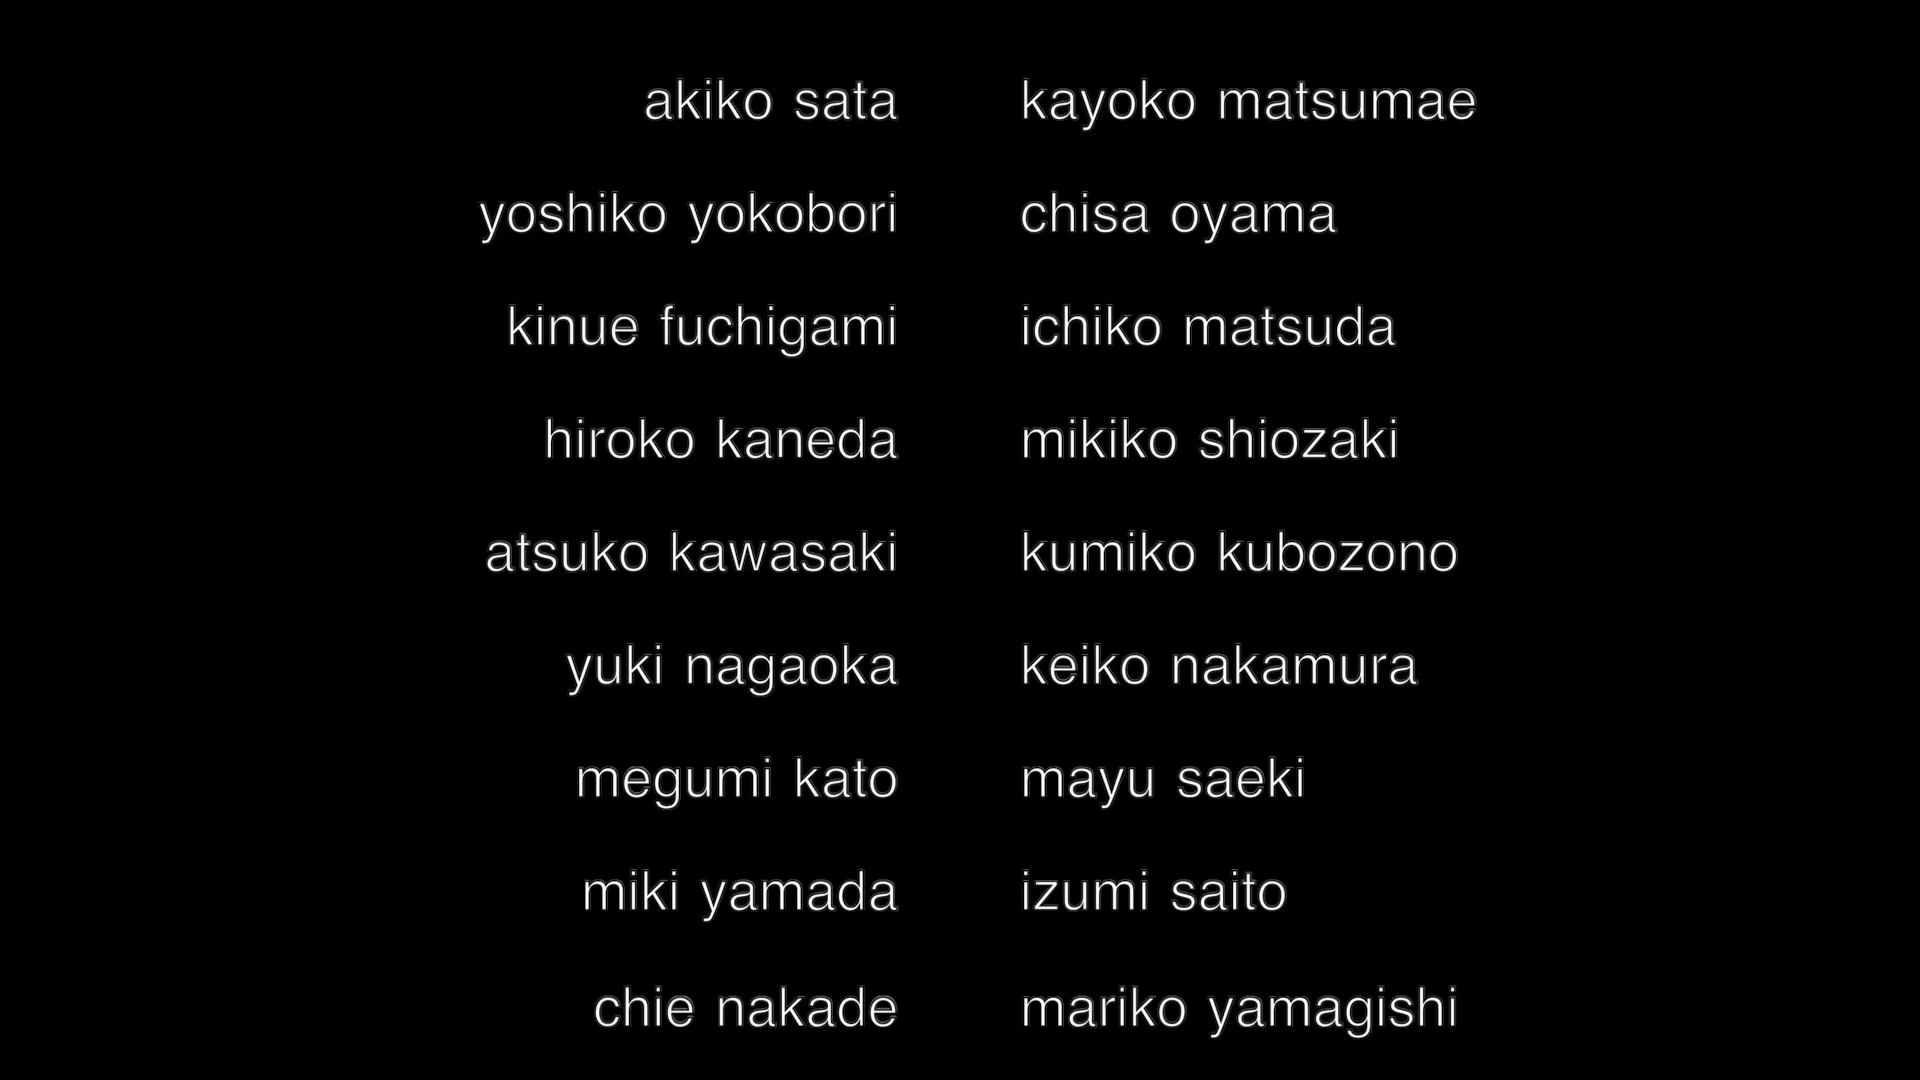 akiko sata kayoko matsumae
yoshiko yokobori chisa oyama
kinue fuchigami ichiko matsuda
hiroko kaneda mikiko shiozaki
atsuko kawasaki kumiko kubozono
yuki nagaoka keiko nakamura
megumi kato mayu saeki
miki yamada izumi saito
chie nakade mariko yamagishi